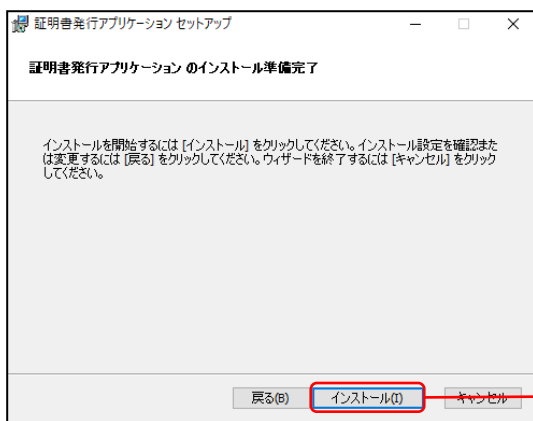 証明書発行アプリケーション セットアップ
証明書発行アプリケーション のインストール準備完了
インストールを開始するには [インストール] をクリックしてください。インストール設定を確認また
は変更するには [戻る] をクリックしてください。ウィザードを終了するには [キャンセル] をクリック
してください。
戻る(B) インストール(I) キャンセル